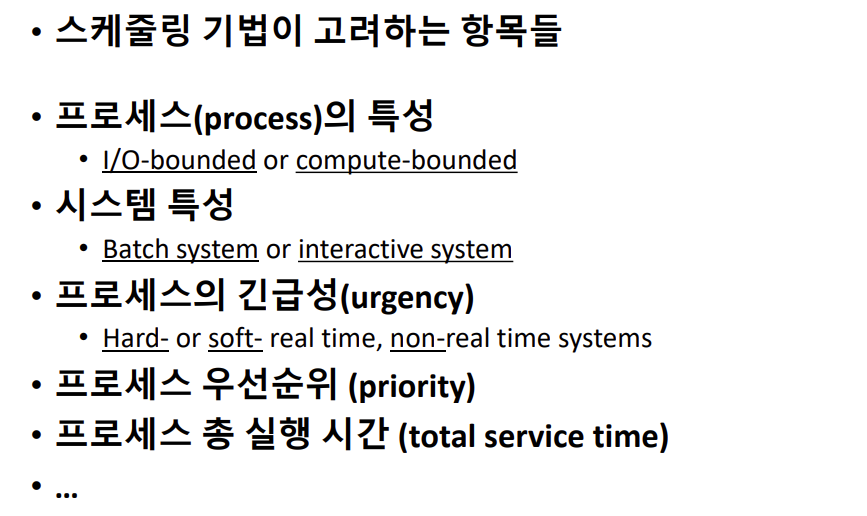 • 스케줄링 기법이 고려하는 항목들
• 프로세스(process)의 특성
• I/O-bounded or compute-bounded
• 시스템 특성
• Batch system or interactive system
• 프로세스의 긴급성(urgency)
• Hard- or soft- real time, non-real time systems
• 프로세스 우선순위 (priority)
• 프로세스 총 실행 시간 (total service time)
• …